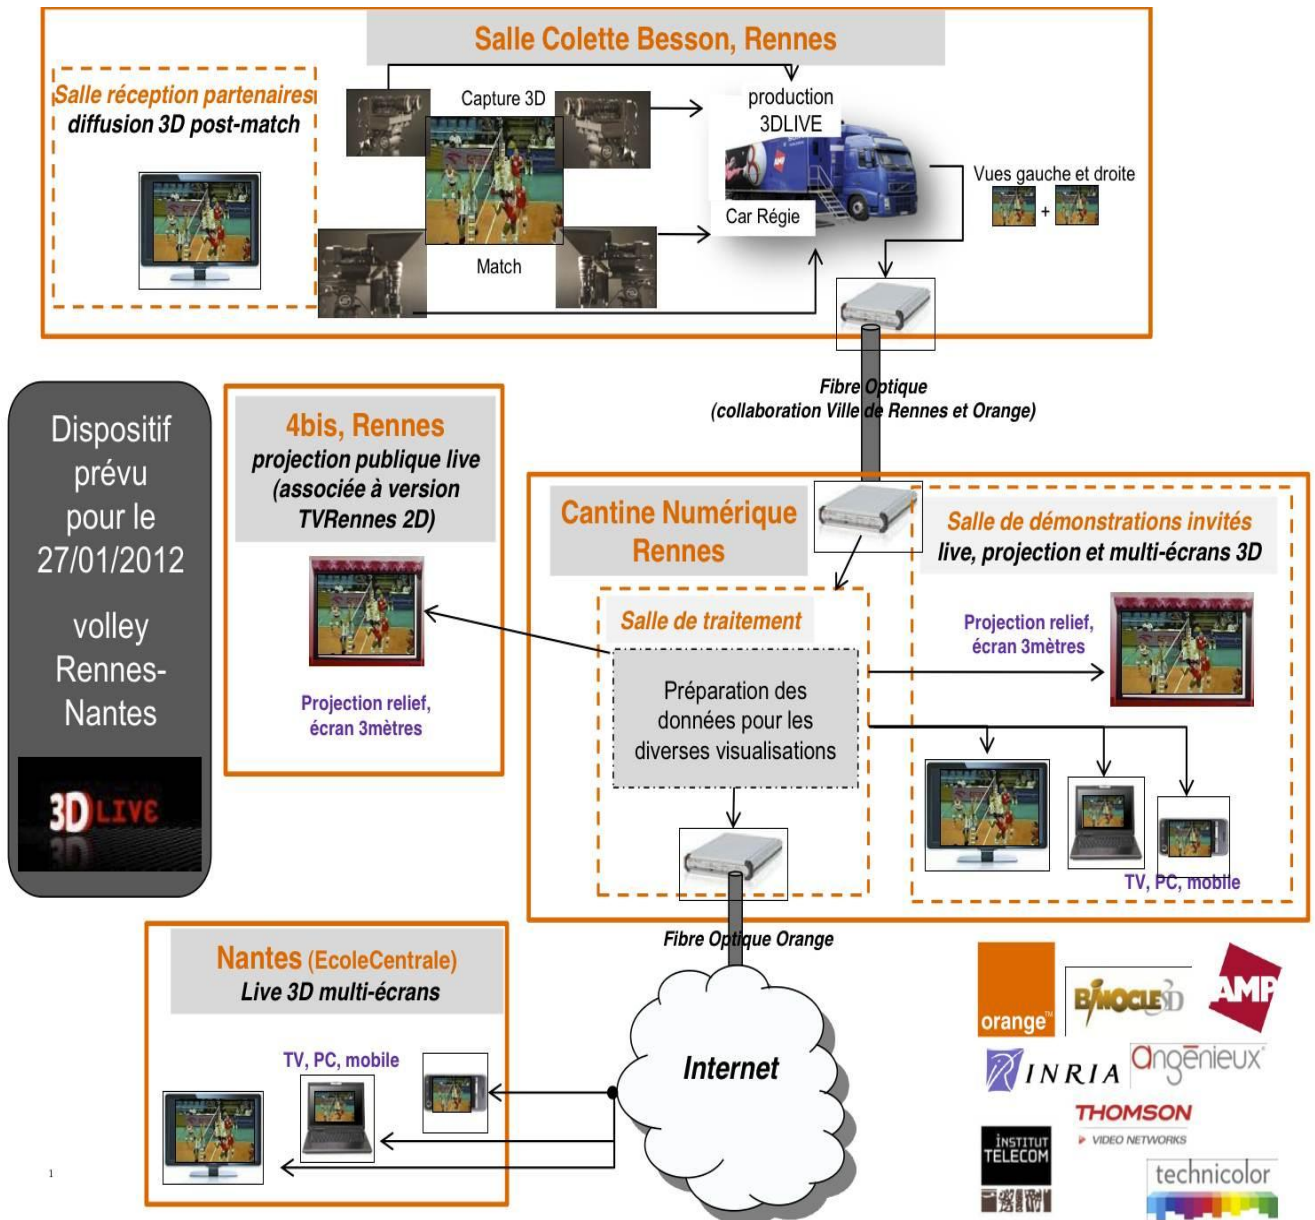 Salle Colette Besson, Rennes
Salle réception partenaires
diffusion 3D post-match
Capture 3D
Match
production
3DLIVE
AMP
Car Régie
Vues gauche et droite
+
Fibre Optique
(collaboration Ville de Rennes et Orange)
Dispositif
prévu
pour le
27/01/2012
volley
Rennes-
Nantes
3D LIVE
4bis, Rennes
projection publique live
(associée à version
TVRennes 2D)
Projection relief,
écran 3mètres
Cantine Numérique
Rennes
Salle de traitement
Préparation des
données pour les
diverses visualisations
Salle de démonstrations invités
live, projection et multi-écrans 3D
Projection relief,
écran 3mètres
TV, PC, mobile
Fibre Optique Orange
Internet
Nantes (EcoleCentrale)
Live 3D multi-écrans
TV, PC, mobile
orange™
BINOCLE3D
AMP
INRIA
angēnieux®
THOMSON
VIDEO NETWORKS
INSTITUT
TELECOM
technicolor
1